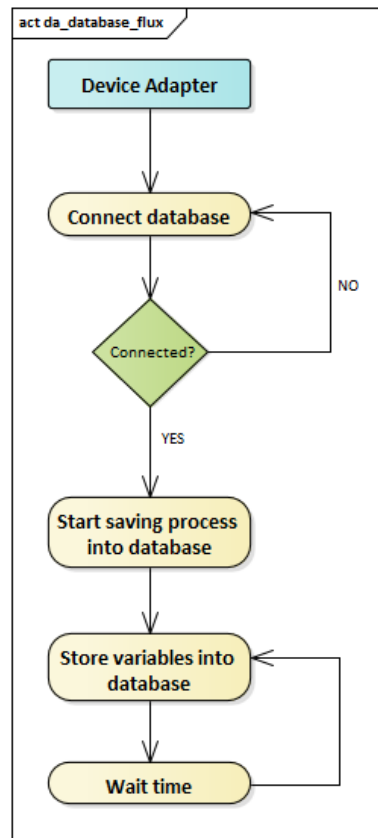 act da_database_flux
Device Adapter
Connect database
NO
Connected?
YES
Start saving process
into database
Store variables into
database
Wait time